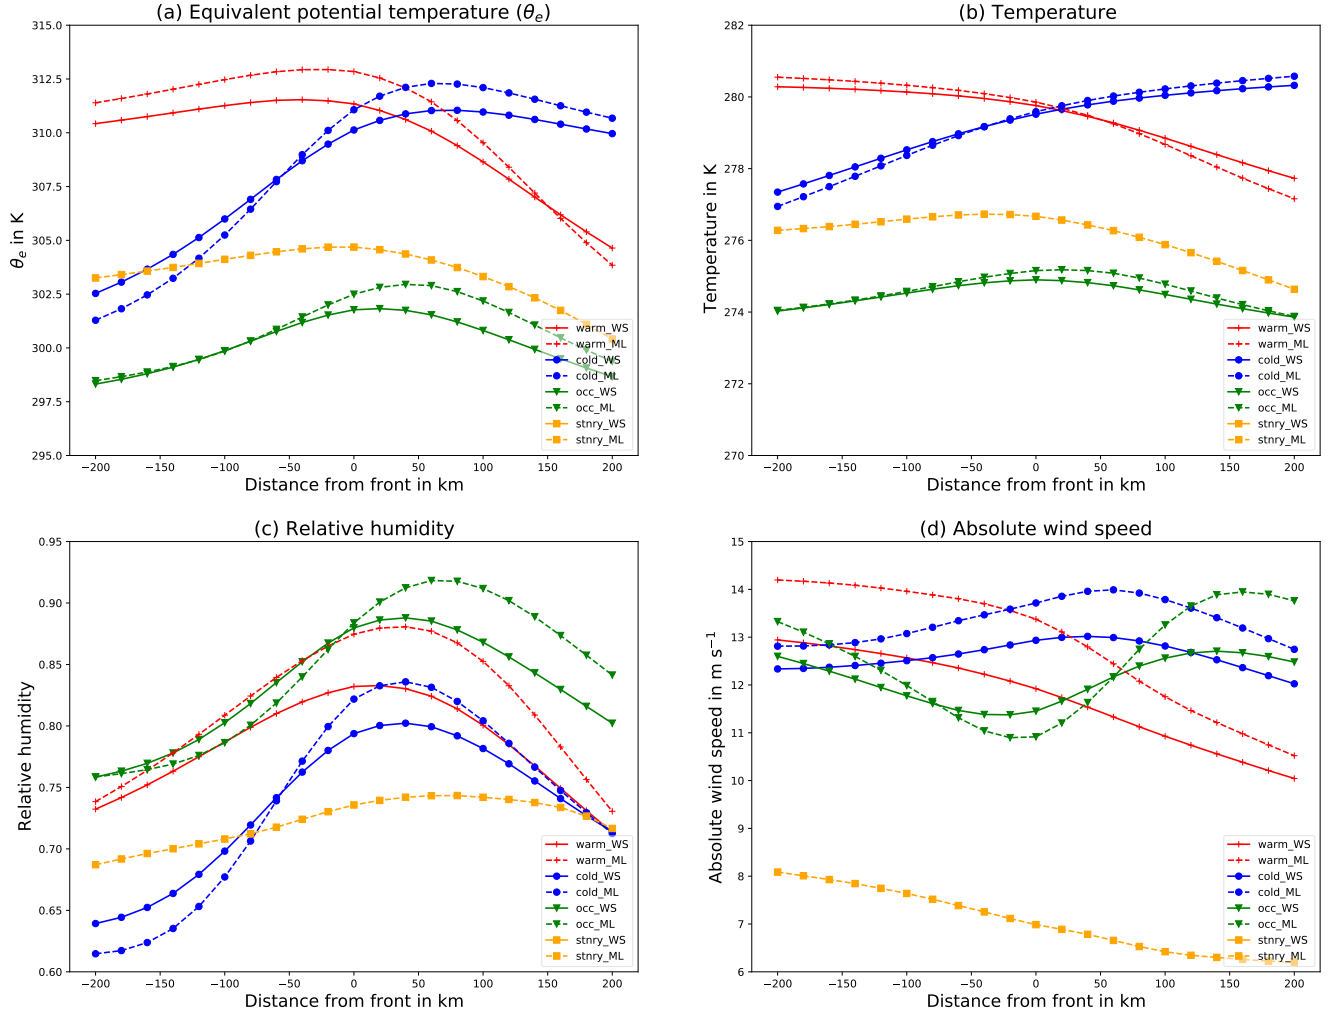 (a) Equivalent potential temperature (θe)
315.0
312.5
310.0
307.5
305.0
302.5
300.0
297.5
295.0
θe in K
−200 −150 −100 −50 0 50 100 150 200
Distance from front in km
warm_WS
warm_ML
cold_WS
cold_ML
occ_WS
occ_ML
stnry_WS
stnry_ML
(b) Temperature
282
280
278
276
274
272
270
Temperature in K
−200 −150 −100 −50 0 50 100 150 200
Distance from front in km
warm_WS
warm_ML
cold_WS
cold_ML
occ_WS
occ_ML
stnry_WS
stnry_ML
(c) Relative humidity
0.95
0.90
0.85
0.80
0.75
0.70
0.65
0.60
Relative humidity
−200 −150 −100 −50 0 50 100 150 200
Distance from front in km
warm_WS
warm_ML
cold_WS
cold_ML
occ_WS
occ_ML
stnry_WS
stnry_ML
(d) Absolute wind speed
15
14
13
12
11
10
9
8
7
6
Absolute wind speed in m s⁻¹
−200 −150 −100 −50 0 50 100 150 200
Distance from front in km
warm_WS
warm_ML
cold_WS
cold_ML
occ_WS
occ_ML
stnry_WS
stnry_ML